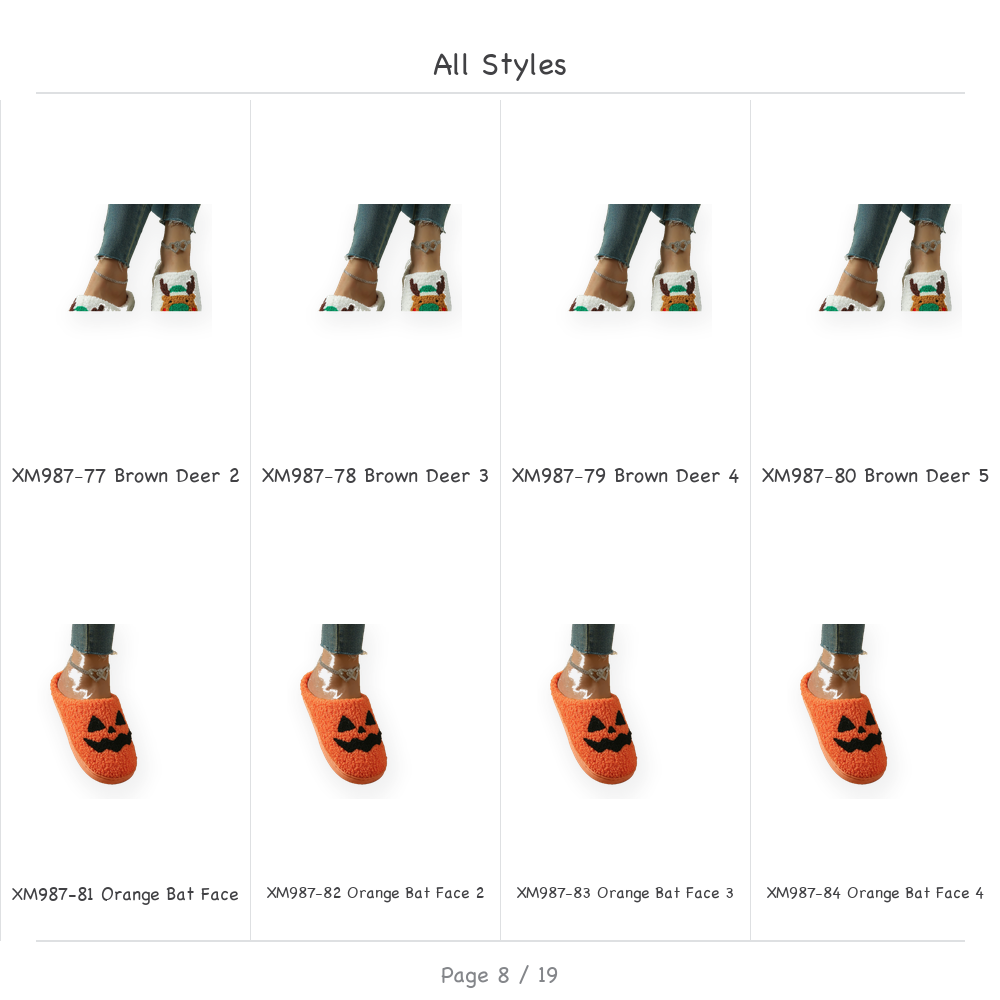 All Styles
XM987-77 Brown Deer 2
XM987-78 Brown Deer 3
XM987-79 Brown Deer 4
XM987-80 Brown Deer 5
XM987-81 Orange Bat Face
XM987-82 Orange Bat Face 2
XM987-83 Orange Bat Face 3
XM987-84 Orange Bat Face 4
Page 8 / 19